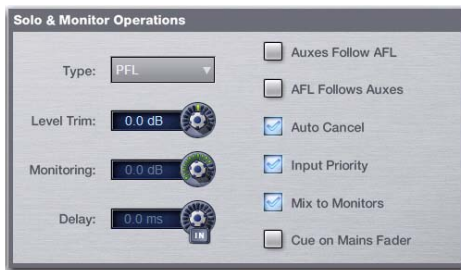 Solo & Monitor Operations
Type: PFL
Level Trim: 0.0 dB
Monitoring: 0.0 dB
Delay: 0.0 ms
IN
Auxes Follow AFL
AFL Follows Auxes
Auto Cancel
Input Priority
Mix to Monitors
Cue on Mains Fader